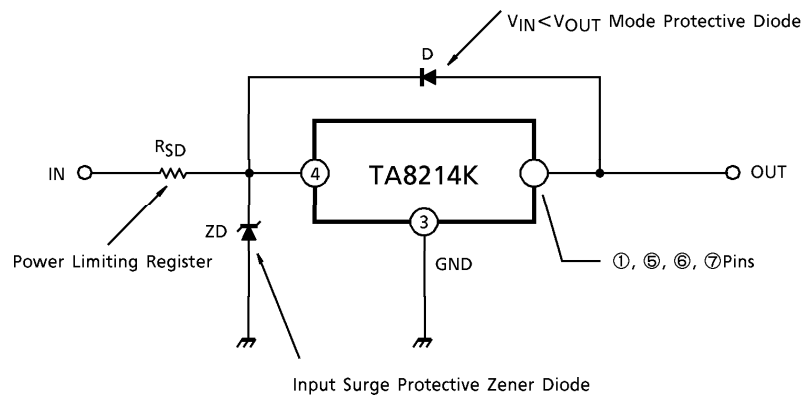 VIN<VOUT Mode Protective Diode
D
RSD
IN
4
TA8214K
OUT
3
ZD
GND
Power Limiting Register
①, ⑤, ⑥, ⑦Pins
Input Surge Protective Zener Diode